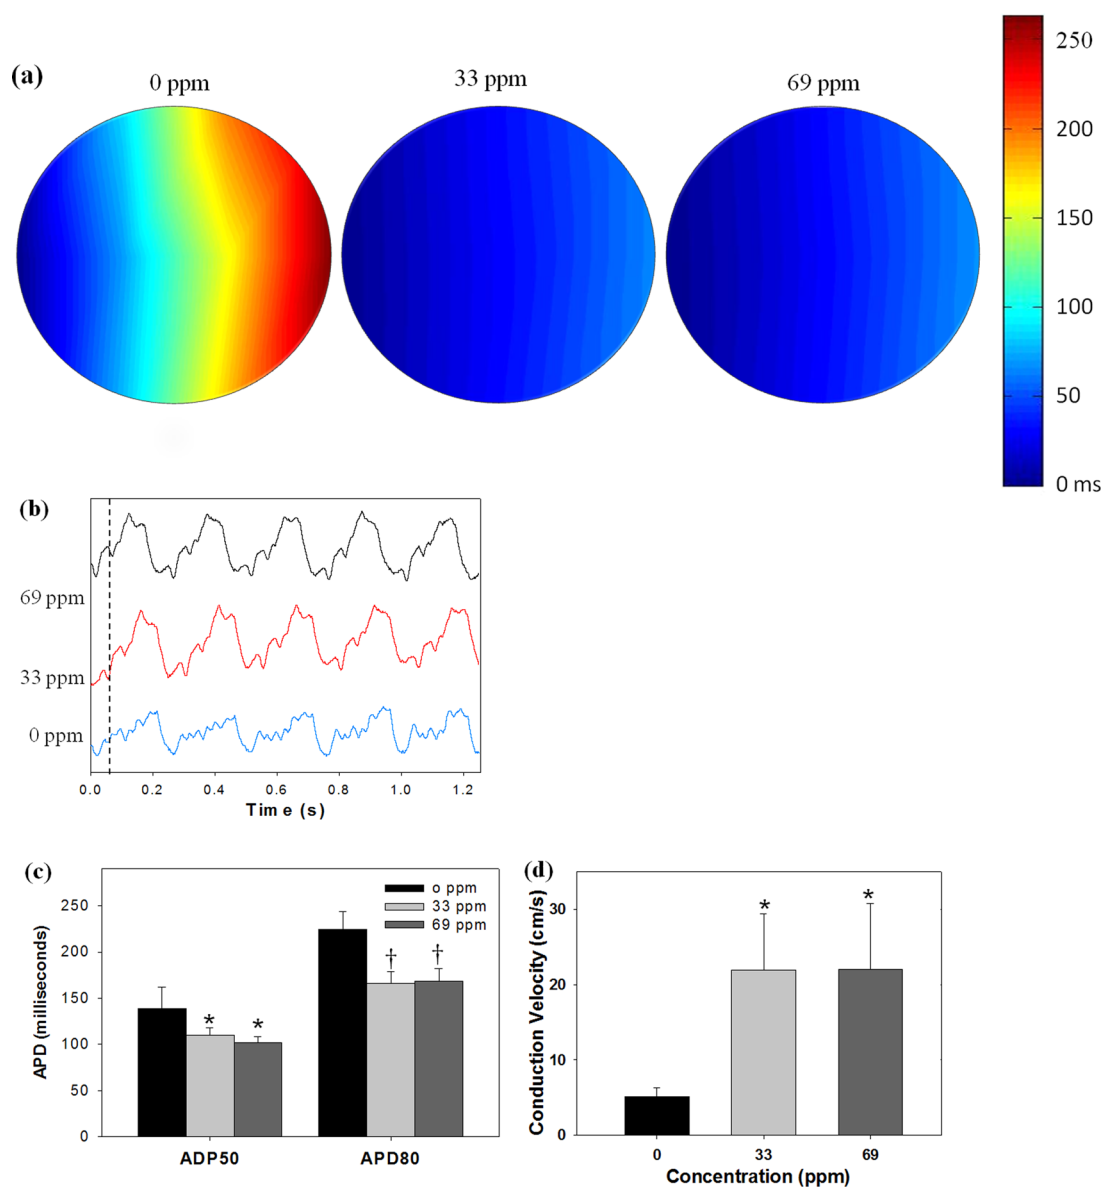 (a)
0 ppm
33 ppm
69 ppm
250
200
150
100
50
0 ms
(b)
69 ppm
33 ppm
0 ppm
0.0 0.2 0.4 0.6 0.8 1.0 1.2
Time (s)
(c)
o ppm
33 ppm
69 ppm
250
200
150
100
50
0
APD (milliseconds)
* *
† †
ADP50 APD80
(d)
30
20
10
0
Conduction Velocity (cm/s)
* *
0 33 69
Concentration (ppm)